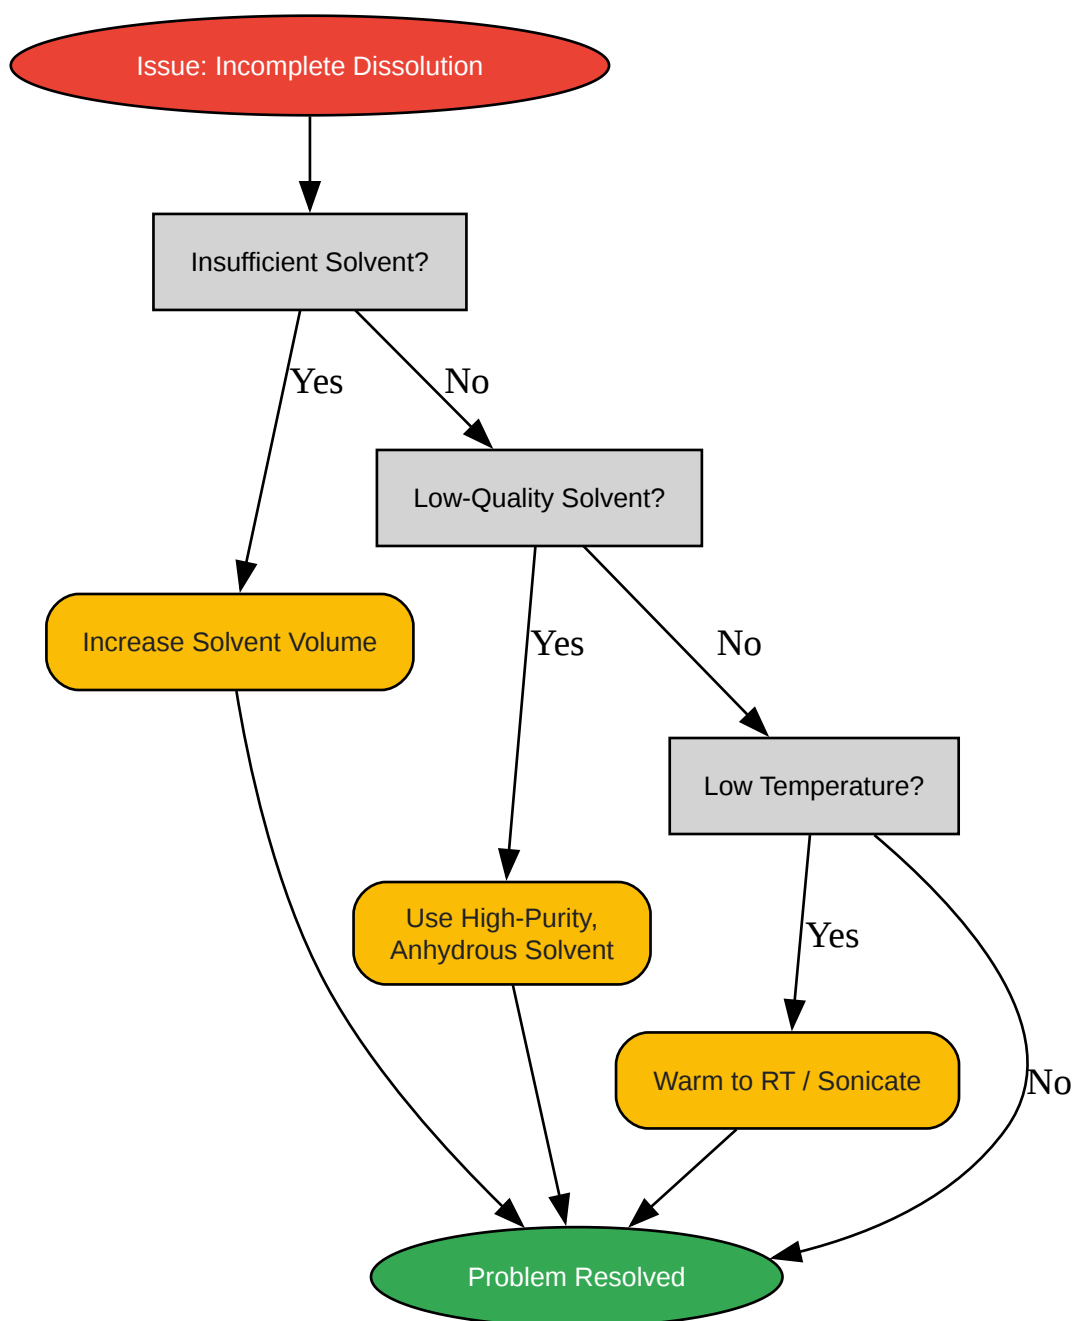 Issue: Incomplete Dissolution
Insufficient Solvent?
Yes
No
Low-Quality Solvent?
Increase Solvent Volume
Yes
No
Low Temperature?
Use High-Purity,
Anhydrous Solvent
Yes
Warm to RT / Sonicate
No
Problem Resolved